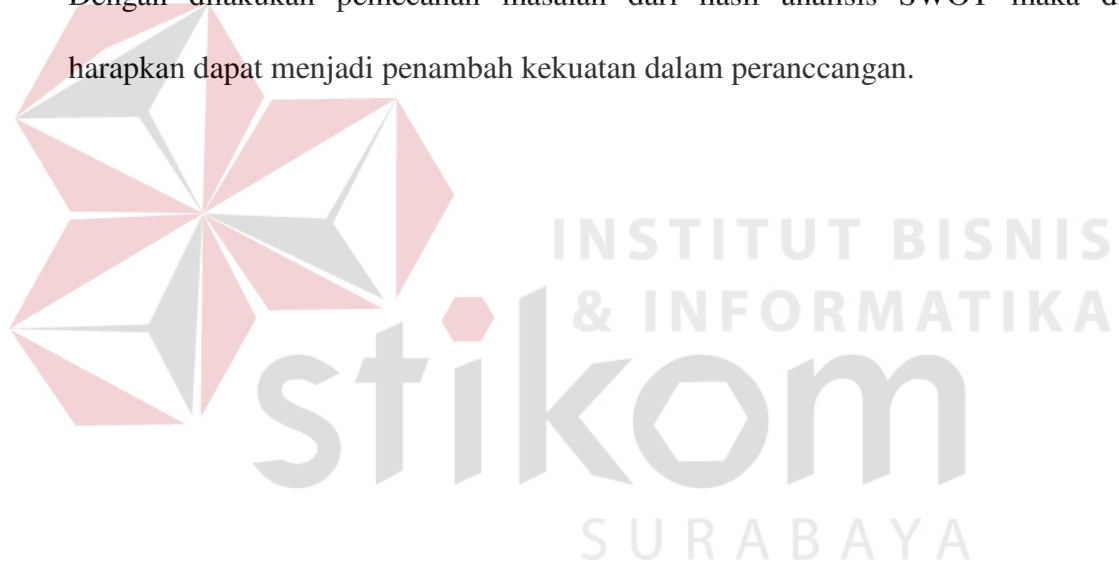 Dengan dilakukan pemecahan masalah dari hasil analisis SWOT maka di
harapkan dapat menjadi penambah kekuatan dalam peranccangan.
INSTITUT BISNIS
& INFORMATIKA
stikom
SURABAYA